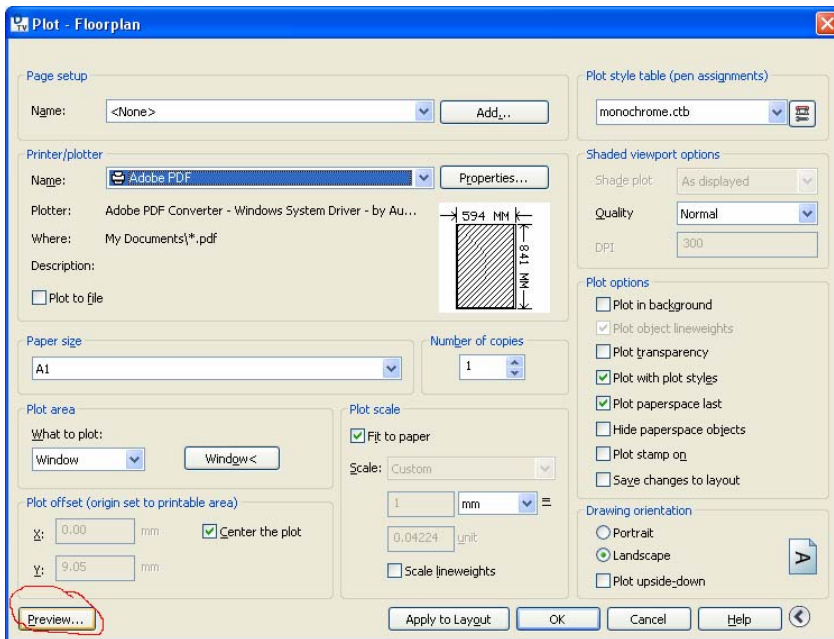 Plot - Floorplan
Page setup
Name: <None> Add...
Plot style table (pen assignments)
monochrome.ctb
Printer/plotter
Name: Adobe PDF Properties...
Plotter: Adobe PDF Converter - Windows System Driver - by Au...
Where: My Documents\*.pdf
Description:
Plot to file
594 MM
841 MM
Shaded viewport options
Shade plot As displayed
Quality Normal
DPI 300
Paper size
A1
Number of copies
1
Plot options
Plot in background
Plot object lineweights
Plot transparency
Plot with plot styles
Plot paperspace last
Hide paperspace objects
Plot stamp on
Save changes to layout
Plot area
What to plot:
Window Window<
Plot scale
Fit to paper
Scale: Custom
1 mm =
0.04224 unit
Scale lineweights
Plot offset (origin set to printable area)
X: 0.00 mm Center the plot
Y: 9.05 mm
Drawing orientation
Portrait
Landscape
Plot upside-down
A
Preview... Apply to Layout OK Cancel Help